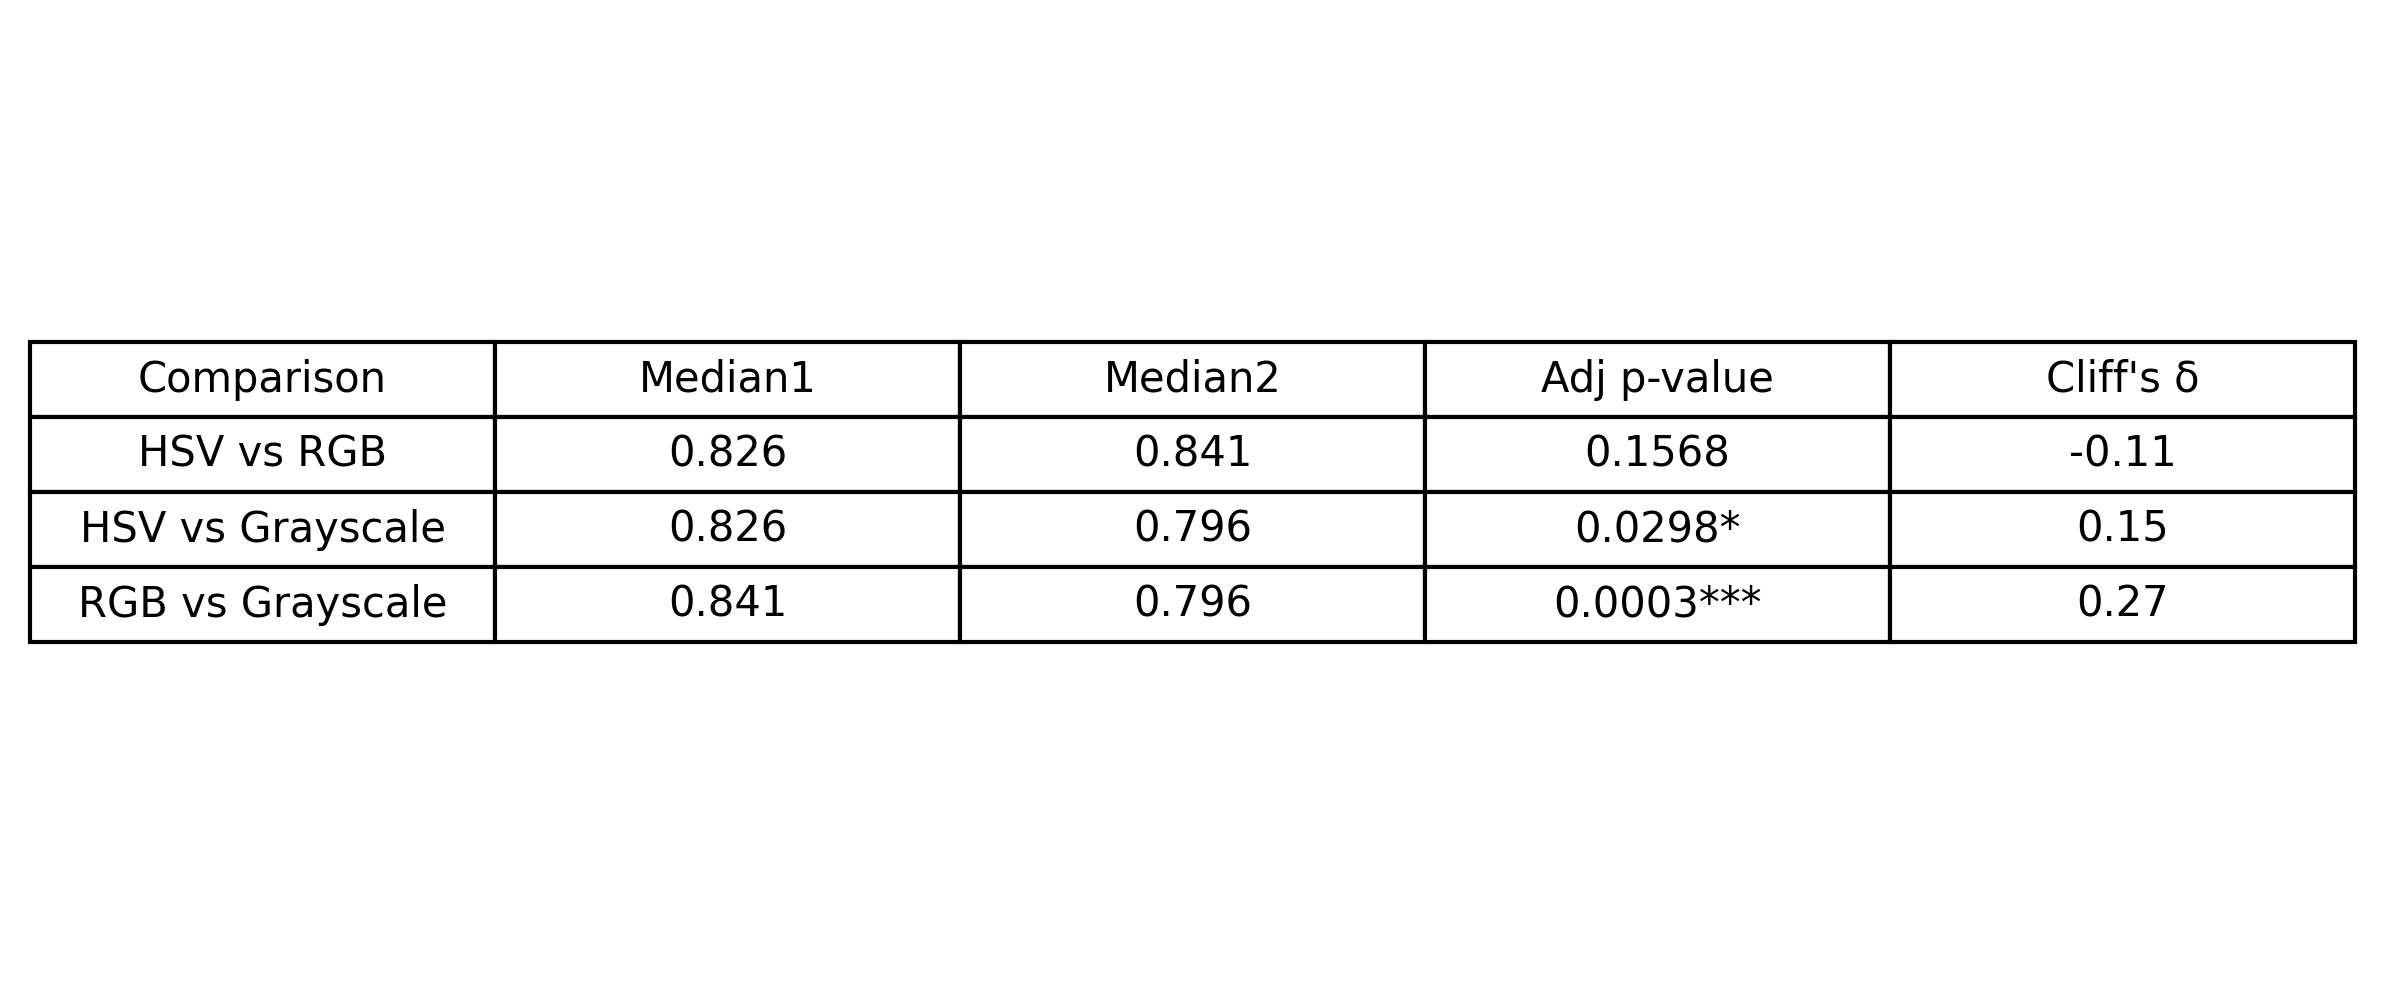 Comparison Median1 Median2 Adj p-value Cliff's δ
HSV vs RGB 0.826 0.841 0.1568 -0.11
HSV vs Grayscale 0.826 0.796 0.0298* 0.15
RGB vs Grayscale 0.841 0.796 0.0003*** 0.27